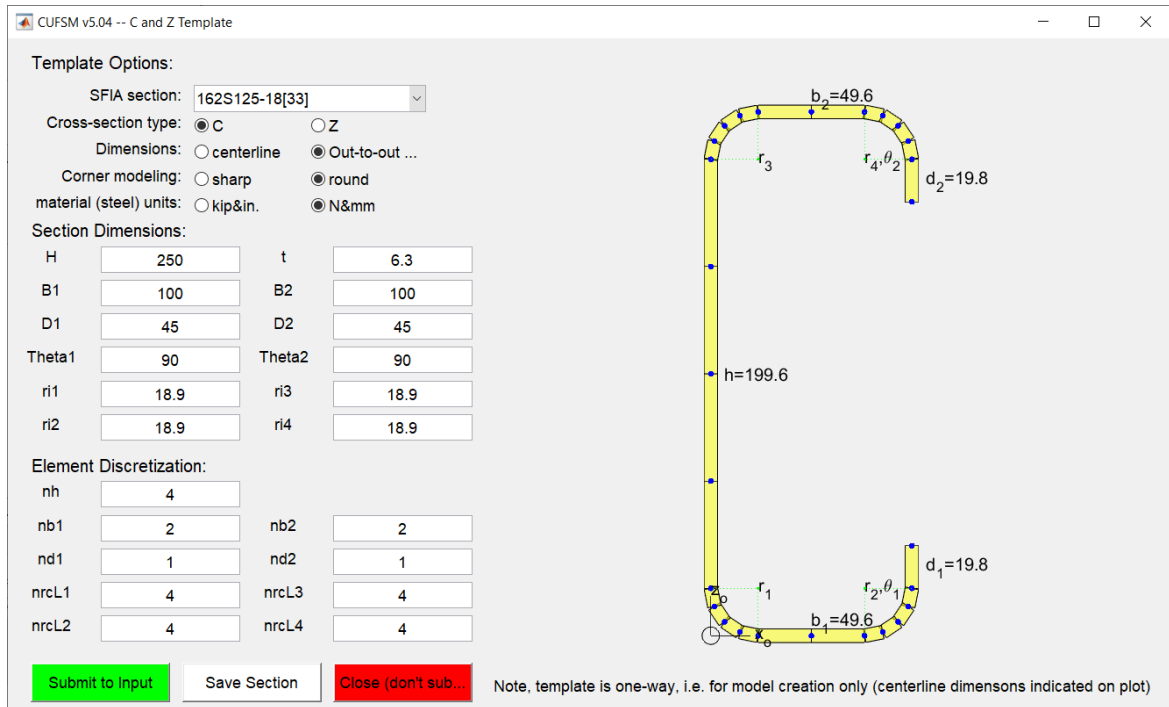 CUFSM v5.04 -- C and Z Template
Template Options:
SFIA section: 162S125-18[33]
Cross-section type: C Z
Dimensions: centerline Out-to-out ...
Corner modeling: sharp round
material (steel) units: kip&in. N&mm
Section Dimensions:
H 250 t 6.3
B1 100 B2 100
D1 45 D2 45
Theta1 90 Theta2 90
ri1 18.9 ri3 18.9
ri2 18.9 ri4 18.9
Element Discretization:
nh 4
nb1 2 nb2 2
nd1 1 nd2 1
nrcL1 4 nrcL3 4
nrcL2 4 nrcL4 4
Submit to Input Save Section Close (don't sub...
b2=49.6
r3 r4,θ2
d2=19.8
h=199.6
d1=19.8
zo r1 r2,θ1
b1=49.6
xo
Note, template is one-way, i.e. for model creation only (centerline dimensons indicated on plot)